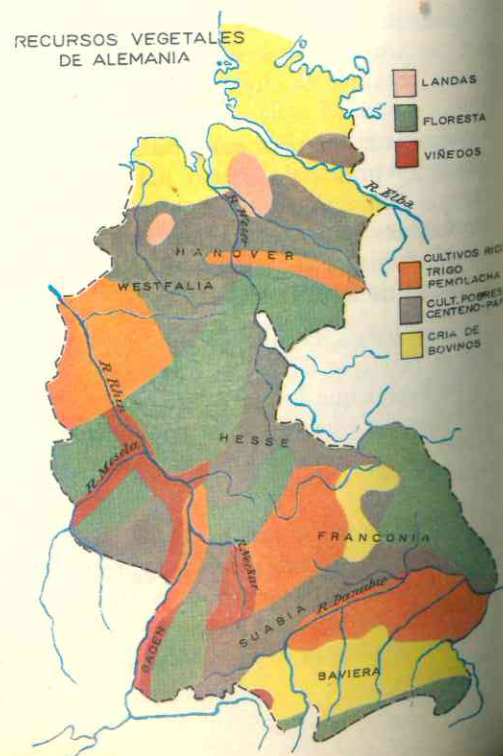 RECURSOS VEGETALES
DE ALEMANIA
LANDAS
FLORESTA
VIÑEDOS
R. Elba
R. Weser
HANOVER
WESTFALIA
CULTIVOS RIC
TRIGO
PEMOLACHA
CULT. POBRES
CENTENO-PA
CRIA DE
BOVINOS
R. Rhin
HESSE
R. Mosela
FRANCONIA
R. Neckar
SUABIA
R. Danubio
BADEN
BAVIERA